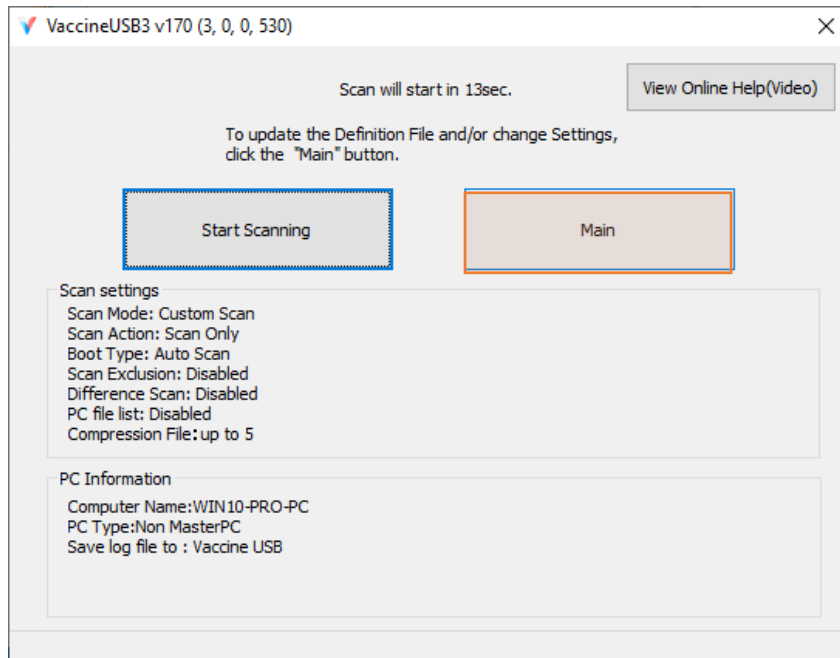 VaccineUSB3 v170 (3, 0, 0, 530)
Scan will start in 13sec.
View Online Help(Video)
To update the Definition File and/or change Settings,
click the "Main" button.
Start Scanning
Main
Scan settings
Scan Mode: Custom Scan
Scan Action: Scan Only
Boot Type: Auto Scan
Scan Exclusion: Disabled
Difference Scan: Disabled
PC file list: Disabled
Compression File:up to 5
PC Information
Computer Name:WIN10-PRO-PC
PC Type:Non MasterPC
Save log file to : Vaccine USB